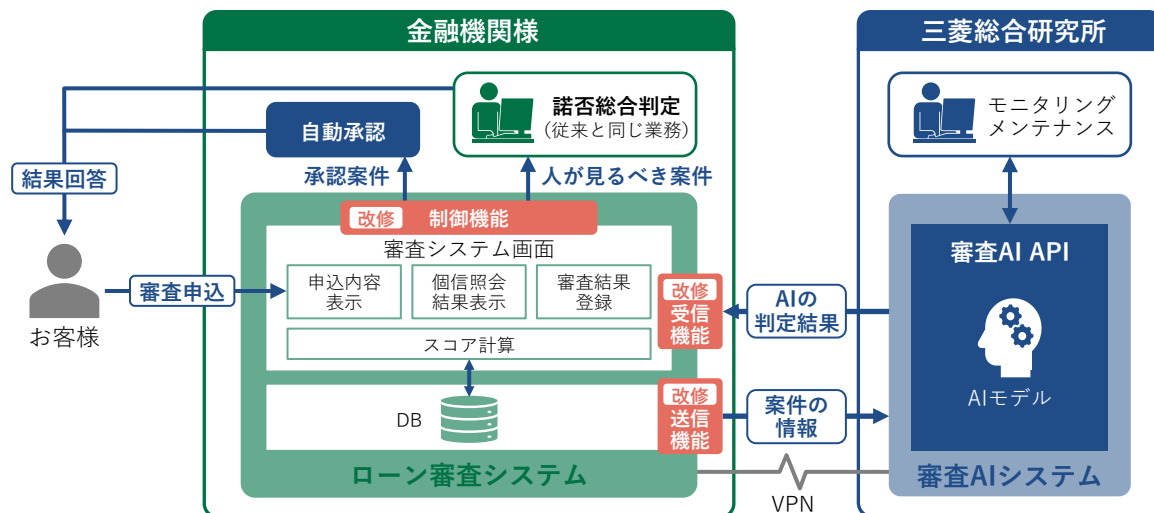 金融機関様
三菱総合研究所
諾否総合判定
(従来と同じ業務)
自動承認
モニタリング
メンテナンス
結果回答
承認案件
人が見るべき案件
改修
制御機能
審査システム画面
申込内容
表示
個信照会
結果表示
審査結果
登録
スコア計算
改修
受信
機能
AIの
判定結果
審査AI API
AIモデル
審査申込
お客様
DB
改修
送信
機能
案件の
情報
ローン審査システム
VPN
審査AIシステム